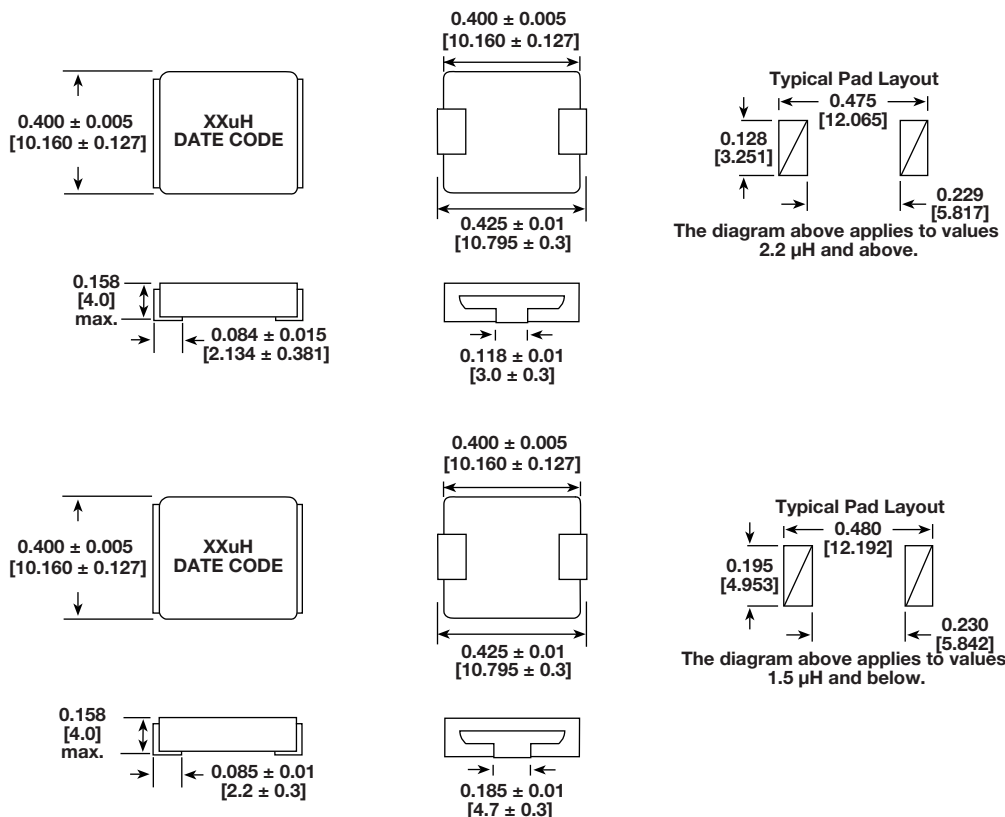 0.400 ± 0.005
[10.160 ± 0.127]
0.400 ± 0.005
[10.160 ± 0.127]
XXuH
DATE CODE
Typical Pad Layout
0.475
[12.065]
0.128
[3.251]
0.229
[5.817]
0.425 ± 0.01
[10.795 ± 0.3]
The diagram above applies to values
2.2 µH and above.
0.158
[4.0]
max.
0.084 ± 0.015
[2.134 ± 0.381]
0.118 ± 0.01
[3.0 ± 0.3]
0.400 ± 0.005
[10.160 ± 0.127]
0.400 ± 0.005
[10.160 ± 0.127]
XXuH
DATE CODE
Typical Pad Layout
0.480
[12.192]
0.195
[4.953]
0.230
[5.842]
0.425 ± 0.01
[10.795 ± 0.3]
The diagram above applies to values
1.5 µH and below.
0.158
[4.0]
max.
0.085 ± 0.01
[2.2 ± 0.3]
0.185 ± 0.01
[4.7 ± 0.3]